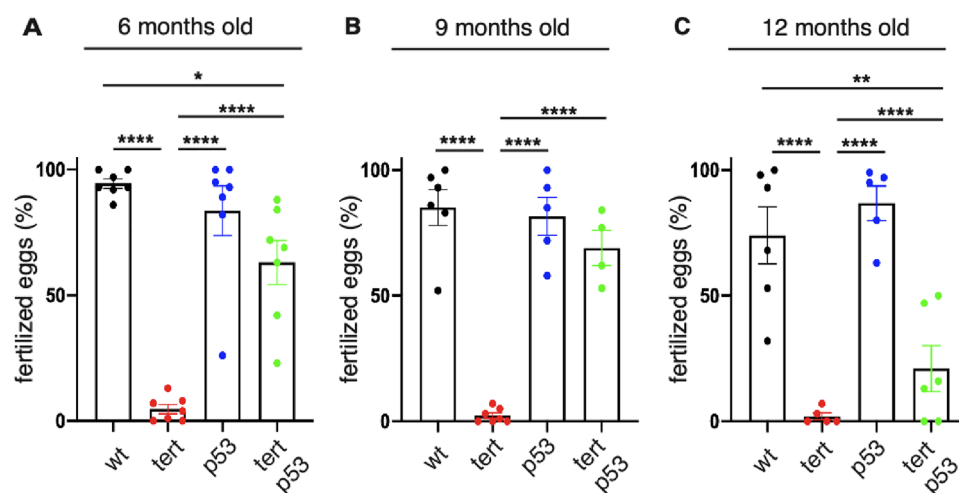 A 6 months old
B 9 months old
C 12 months old
*
****
**** ****
****
**** ****
**
****
**** ****
fertilized eggs (%)
100
50
0
wt
tert
p53
tert
p53
fertilized eggs (%)
100
50
0
wt
tert
p53
tert
p53
fertilized eggs (%)
100
50
0
wt
tert
p53
tert
p53